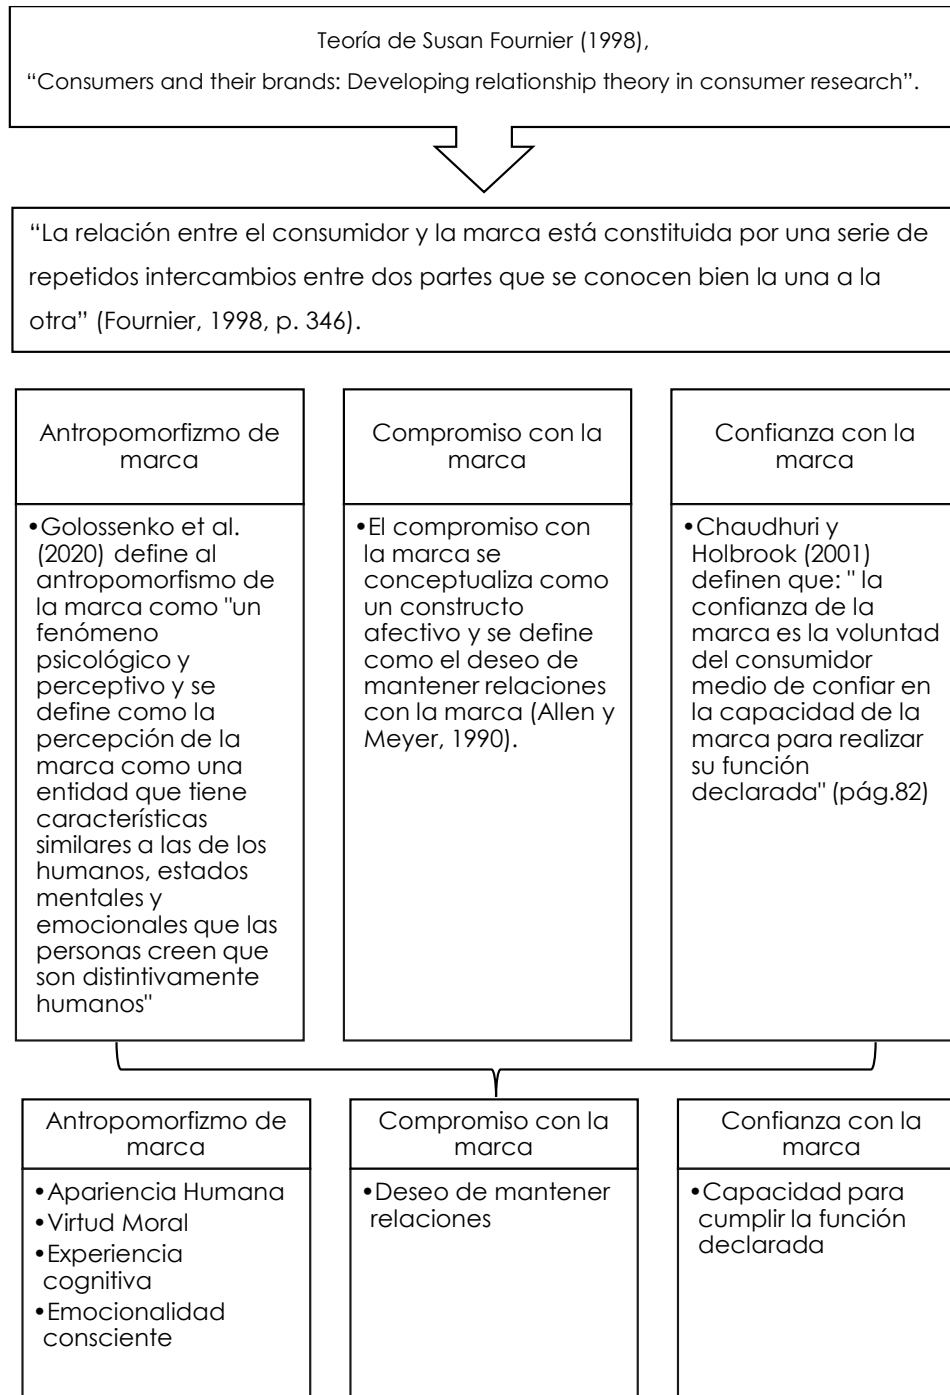 Teoría de Susan Fournier (1998),
“Consumers and their brands: Developing relationship theory in consumer research”.
“La relación entre el consumidor y la marca está constituida por una serie de
repetidos intercambios entre dos partes que se conocen bien la una a la
otra” (Fournier, 1998, p. 346).
Antropomorfizmo de
marca
•Golossenko et al.
(2020) define al
antropomorfismo de
la marca como "un
fenómeno
psicológico y
perceptivo y se
define como la
percepción de la
marca como una
entidad que tiene
características
similares a las de los
humanos, estados
mentales y
emocionales que las
personas creen que
son distintivamente
humanos"
Compromiso con la
marca
•El compromiso con
la marca se
conceptualiza como
un constructo
afectivo y se define
como el deseo de
mantener relaciones
con la marca (Allen y
Meyer, 1990).
Confianza con la
marca
•Chaudhuri y
Holbrook (2001)
definen que: " la
confianza de la
marca es la voluntad
del consumidor
medio de confiar en
la capacidad de la
marca para realizar
su función
declarada" (pág.82)
Antropomorfizmo de
marca
•Apariencia Humana
•Virtud Moral
•Experiencia
cognitiva
•Emocionalidad
consciente
Compromiso con la
marca
•Deseo de mantener
relaciones
Confianza con la
marca
•Capacidad para
cumplir la función
declarada